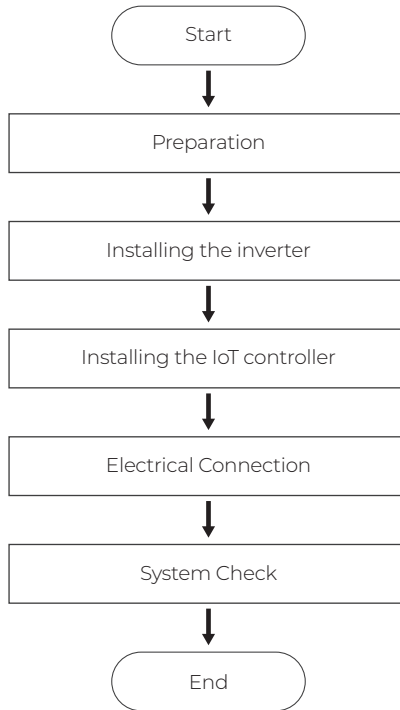 Start
Preparation
Installing the inverter
Installing the IoT controller
Electrical Connection
System Check
End